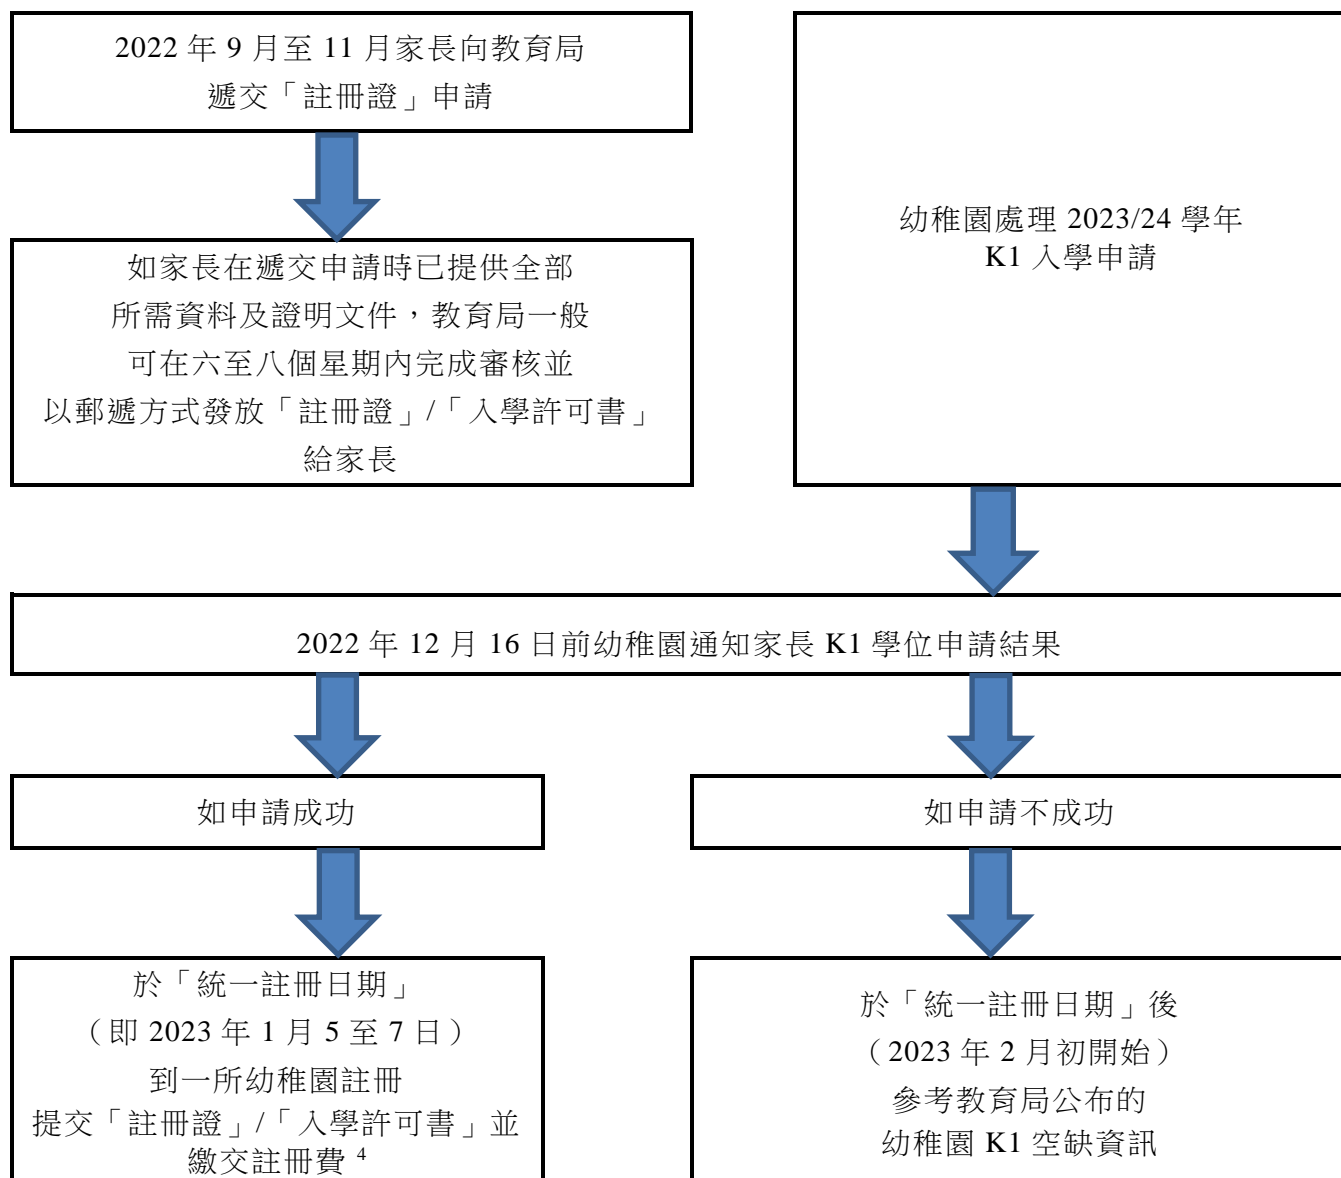 2022 年 9 月至 11 月家長向教育局
遞交「註冊證」申請
如家長在遞交申請時已提供全部
所需資料及證明文件，教育局一般
可在六至八個星期內完成審核並
以郵遞方式發放「註冊證」/「入學許可書」
給家長
幼稚園處理 2023/24 學年
K1 入學申請
2022 年 12 月 16 日前幼稚園通知家長 K1 學位申請結果
如申請成功
如申請不成功
於「統一註冊日期」
（即 2023 年 1 月 5 至 7 日）
到一所幼稚園註冊
提交「註冊證」/「入學許可書」並
繳交註冊費 4
於「統一註冊日期」後
（2023 年 2 月初開始）
參考教育局公布的
幼稚園 K1 空缺資訊